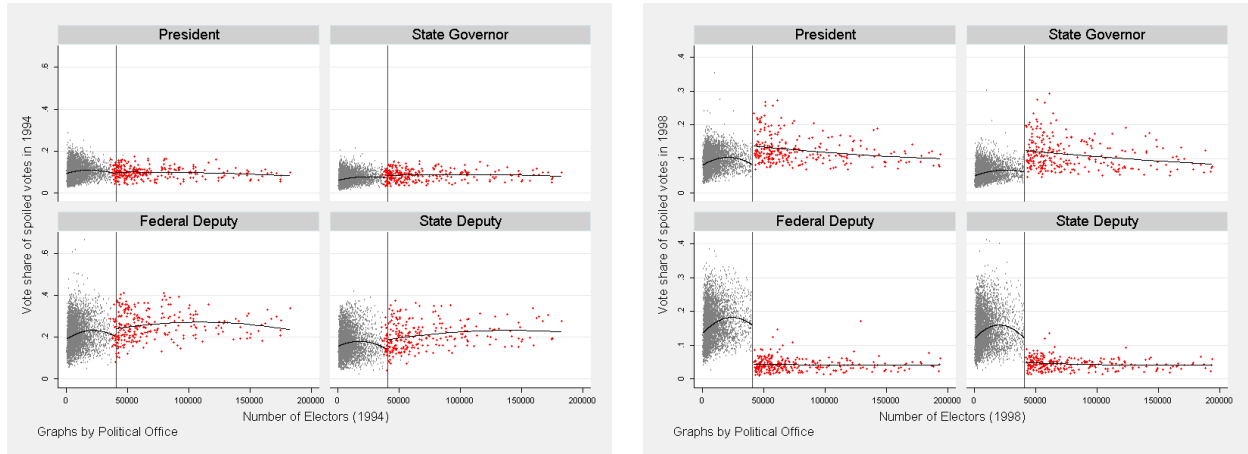 President
State Governor
Vote share of spoiled votes in 1994
0 .2 .4 .6
Federal Deputy
State Deputy
0 .2 .4 .6
0 50000 100000 150000 200000
0 50000 100000 150000 200000
Number of Electors (1994)
Graphs by Political Office
President
State Governor
Vote share of spoiled votes in 1998
0 .1 .2 .3 .4
Federal Deputy
State Deputy
0 .1 .2 .3 .4
0 50000 100000 150000 200000
0 50000 100000 150000 200000
Number of Electors (1998)
Graphs by Political Office